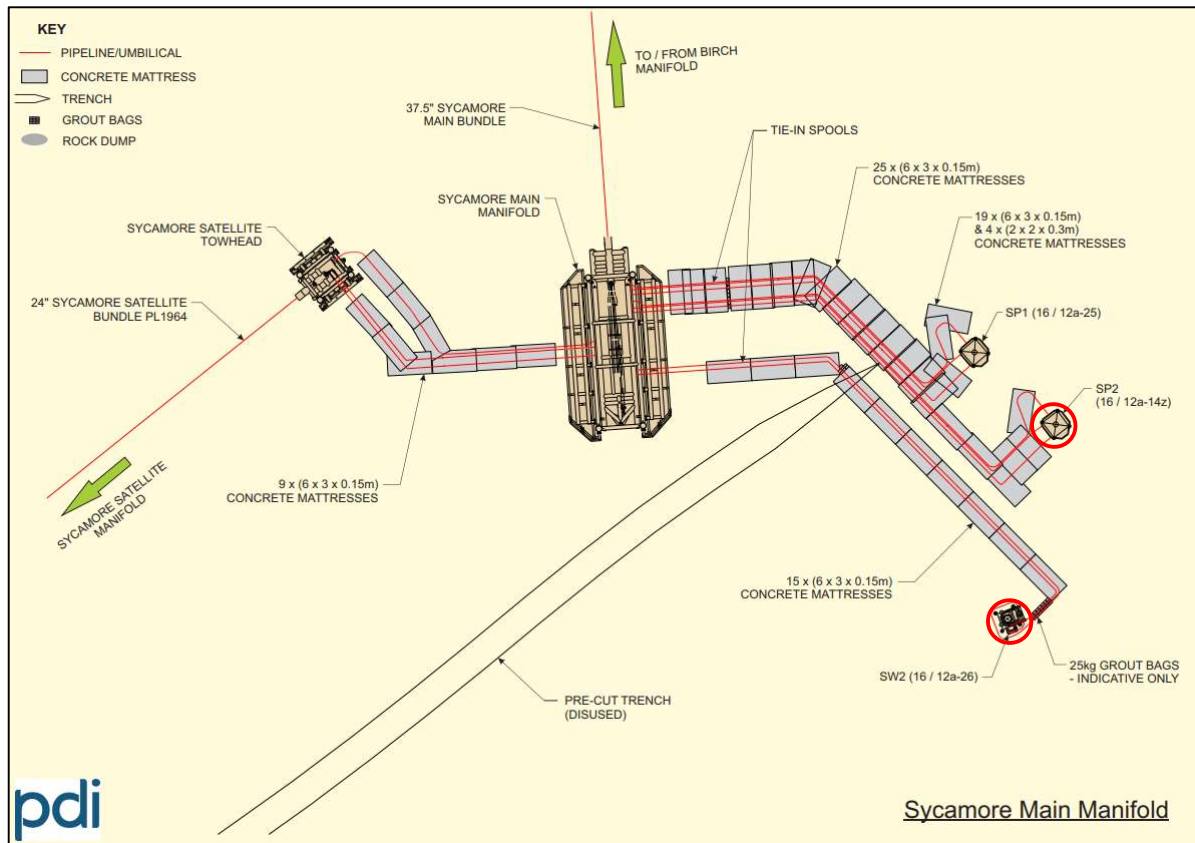 KEY
PIPELINE/UMBILICAL
CONCRETE MATTRESS
TRENCH
GROUT BAGS
ROCK DUMP
TO / FROM BIRCH
MANIFOLD
37.5" SYCAMORE
MAIN BUNDLE
TIE-IN SPOOLS
25 x (6 x 3 x 0.15m)
CONCRETE MATTRESSES
SYCAMORE MAIN
MANIFOLD
19 x (6 x 3 x 0.15m)
& 4 x (2 x 2 x 0.3m)
CONCRETE MATTRESSES
SYCAMORE SATELLITE
TOWHEAD
24" SYCAMORE SATELLITE
BUNDLE PL1964
SP1 (16 / 12a-25)
SP2
(16 / 12a-14z)
SYCAMORE SATELLITE
MANIFOLD
9 x (6 x 3 x 0.15m)
CONCRETE MATTRESSES
15 x (6 x 3 x 0.15m)
CONCRETE MATTRESSES
SW2 (16 / 12a-26)
25kg GROUT BAGS
- INDICATIVE ONLY
PRE-CUT TRENCH
(DISUSED)
pdi
Sycamore Main Manifold